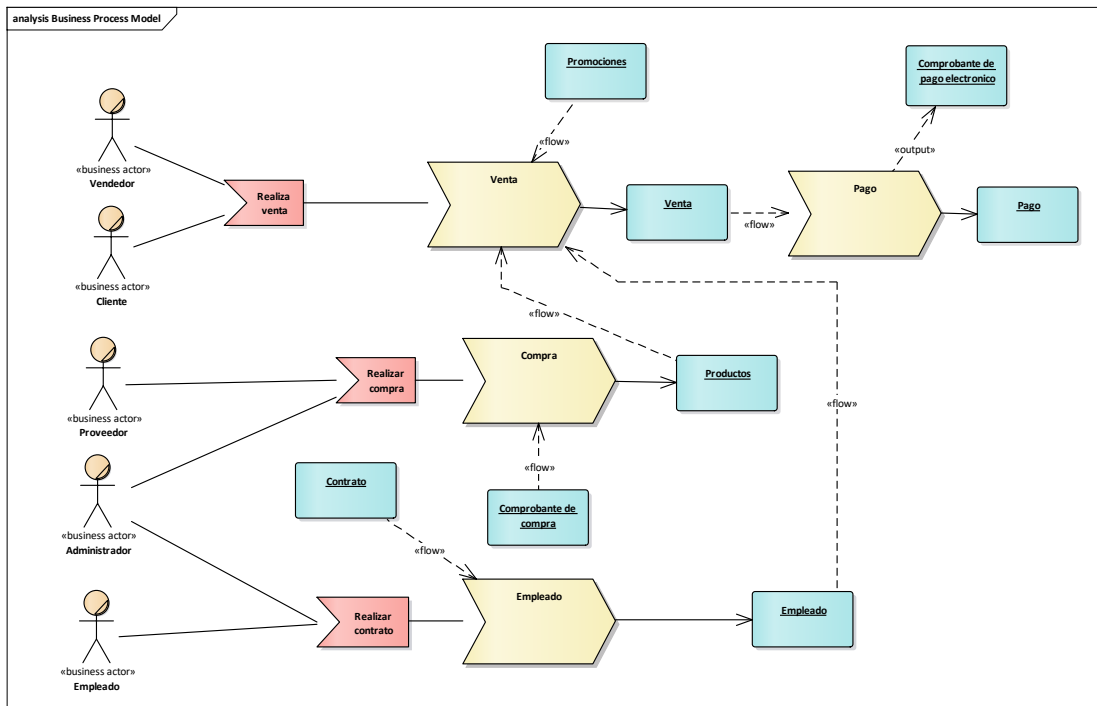 analysis Business Process Model
Promociones
Comprobante de
pago electronico
«flow»
«output»
«business actor»
Vendedor
Realiza
venta
Venta
Venta
«flow»
Pago
Pago
«business actor»
Cliente
«flow»
«business actor»
Proveedor
Realizar
compra
Compra
Productos
«flow»
«flow»
«business actor»
Administrador
Contrato
Comprobante de
compra
«flow»
«business actor»
Empleado
Realizar
contrato
Empleado
Empleado